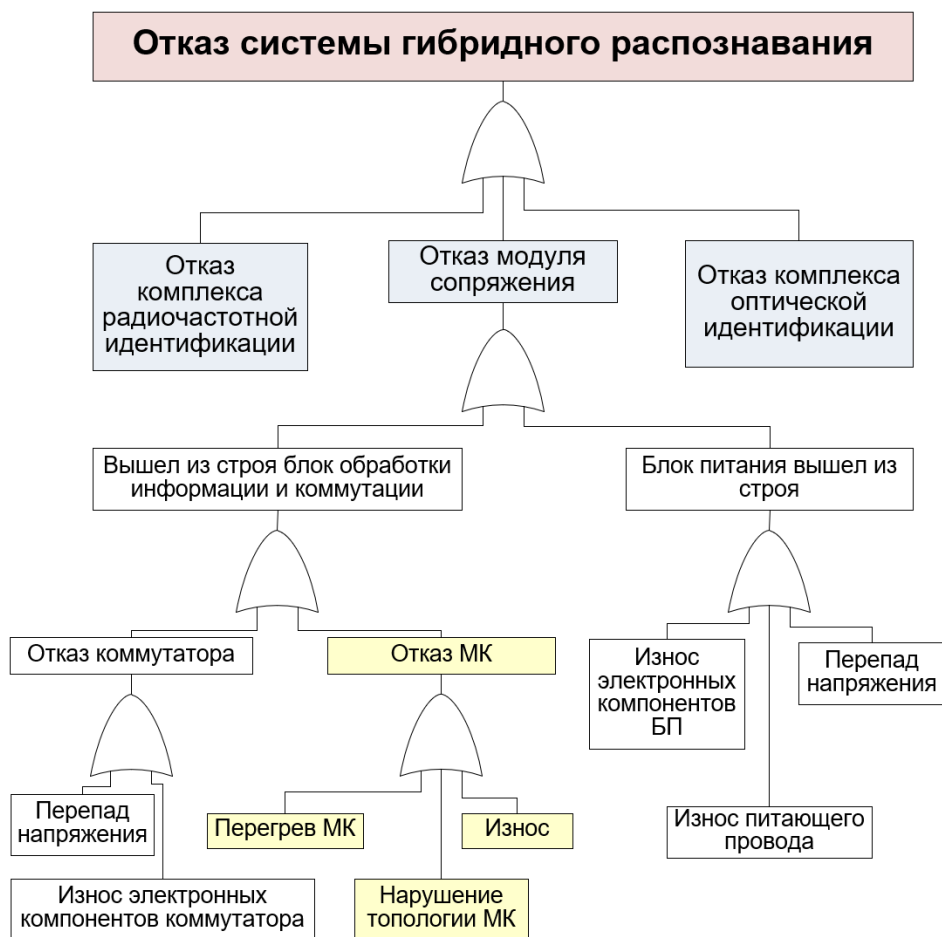 Отказ системы гибридного распознавания
Отказ
комплекса
радиочастотной
идентификации
Отказ модуля
сопряжения
Отказ комплекса
оптической
идентификации
Вышел из строя блок обработки
информации и коммутации
Блок питания вышел из
строя
Отказ коммутатора
Отказ МК
Износ
электронных
компонентов
БП
Перепад
напряжения
Перепад
напряжения
Перегрев МК
Износ
Износ питающего
провода
Износ электронных
компонентов коммутатора
Нарушение
топологии МК